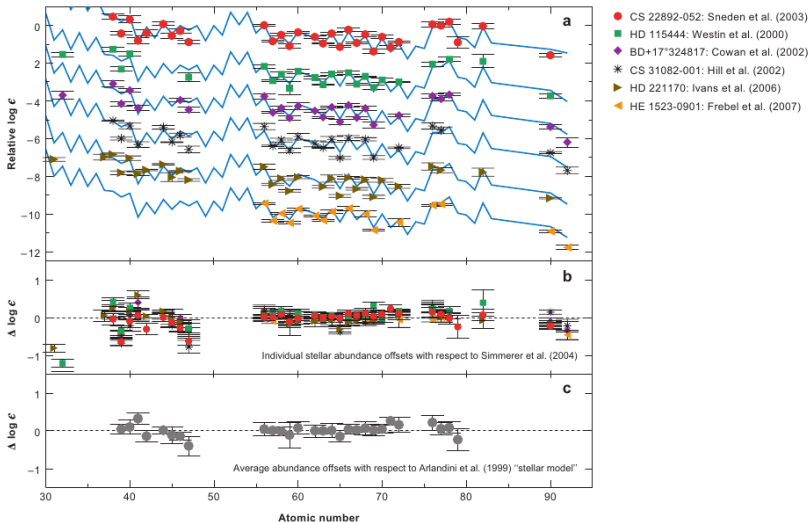 a
CS 22892-052: Sneden et al. (2003)
HD 115444: Westin et al. (2000)
BD+17°324817: Cowan et al. (2002)
CS 31082-001: Hill et al. (2002)
HD 221170: Ivans et al. (2006)
HE 1523-0901: Frebel et al. (2007)
Relative log ϵ
0
−2
−4
−6
−8
−10
−12
b
Δ log ϵ
1
0
−1
Individual stellar abundance offsets with respect to Simmerer et al. (2004)
c
Δ log ϵ
1
0
−1
Average abundance offsets with respect to Arlandini et al. (1999) “stellar model”
30 40 50 60 70 80 90
Atomic number